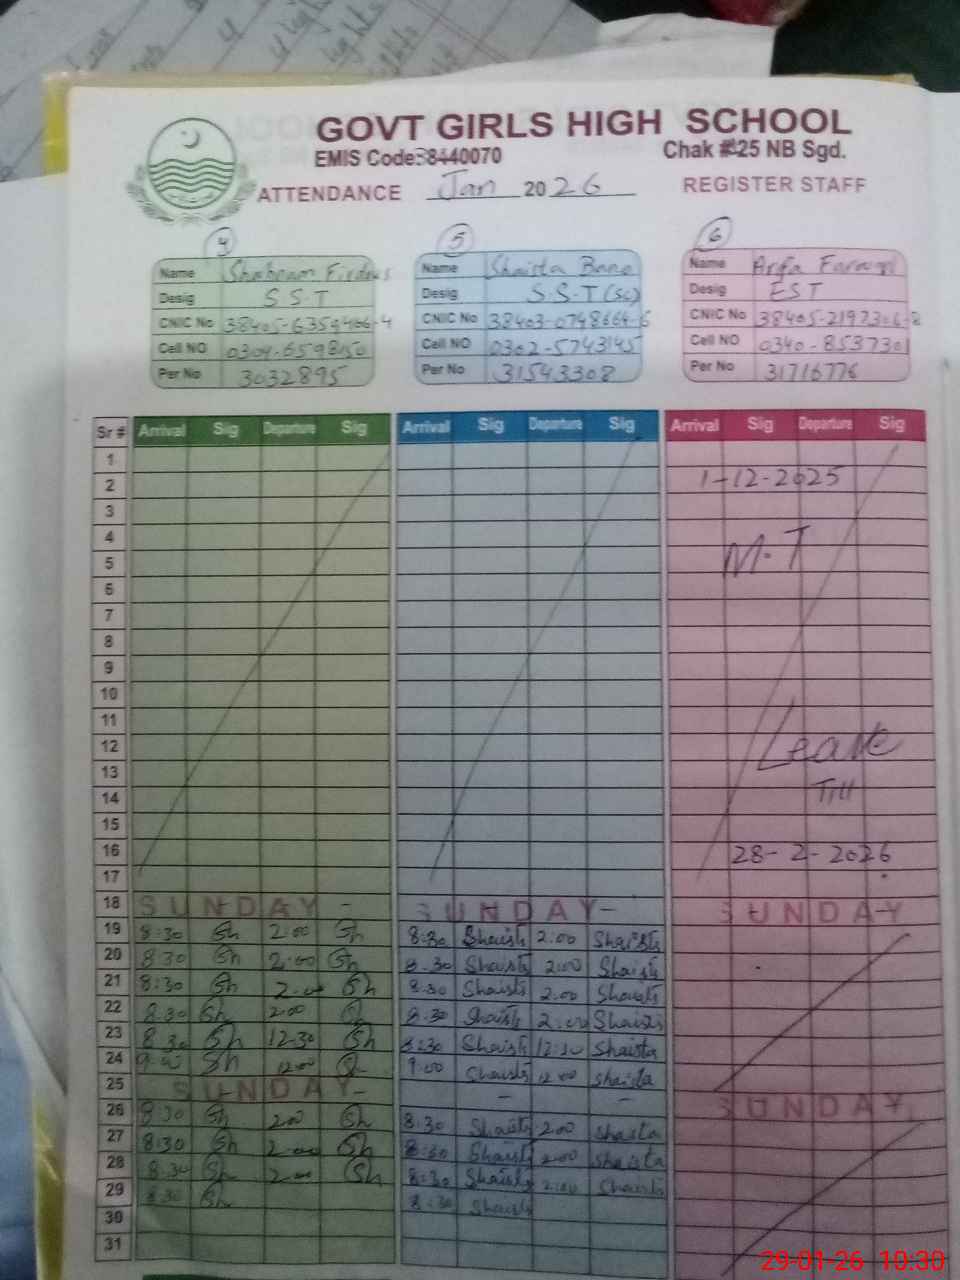 GOVT GIRLS HIGH SCHOOL
EMIS Code:38440070 Chak #125 NB Sgd.
ATTENDANCE Jan 2026 REGISTER STAFF
4 5 6
Name Shabnam Firdous Name Shaista Bano Name Arfa Farooqi
Desig S.S.T Desig S.S.T (Sc) Desig EST
CNIC No CNIC No 38403-0748664-6 CNIC No
Cell NO 0304-6598150 Cell NO 0302-5743145 Cell NO 0340-8537301
Per No 3032895 Per No 31543308 Per No 31716776
Sr # Arrival Sig Departure Sig Arrival Sig Departure Sig Arrival Sig Departure Sig
1
2 1-12-2025
3
4
5 M.T
6
7
8
9
10
11
12 Leave
13
14 Till
15
16 28-2-2026
17
18 SUNDAY - SUNDAY - SUNDAY
19 8:30 Sh 2:00 Sh 8:30 Shaista 2:00 Shaista
20 8:30 Sh 2:00 Sh 8:30 Shaista 2:00 Shaista
21 8:30 Sh 2:00 Sh 8:30 Shaista 2:00 Shaista
22 8:30 Sh 2:00 8:30 Shaista 2:00 Shaista
23 8:30 Sh 12:30 Sh 8:30 Shaista 12:30 Shaista
24 9:00 Sh 12:00 9:00 Shaista 12:00 Shaista
25 SUNDAY - - - SUNDAY
26 8:30 Sh 2:00 Sh 8:30 Shaista 2:00 Shaista
27 8:30 Sh 2:00 Sh 8:30 Shaista 2:00 Shaista
28 8:30 Sh 2:00 Sh 8:30 Shaista 2:00 Shaista
29 8:30 Sh 8:30 Shaista
30
31
29-01-26 10:30